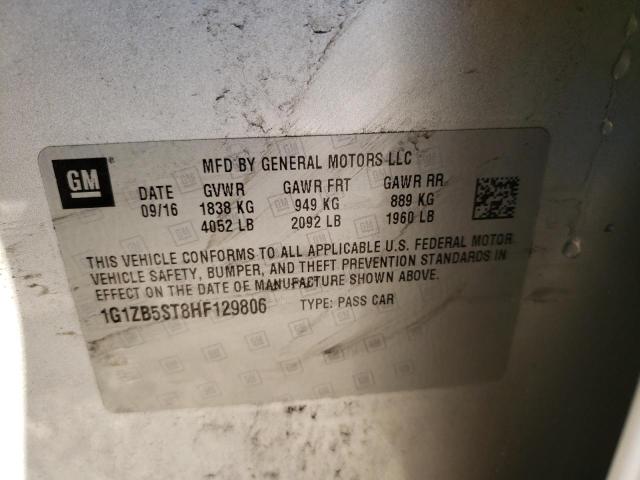 GM
MFD BY GENERAL MOTORS LLC
DATE GVWR GAWR FRT GAWR RR
09/16 1838 KG 949 KG 889 KG
4052 LB 2092 LB 1960 LB
THIS VEHICLE CONFORMS TO ALL APPLICABLE U.S. FEDERAL MOTOR
VEHICLE SAFETY, BUMPER, AND THEFT PREVENTION STANDARDS IN
EFFECT ON THE DATE OF MANUFACTURE SHOWN ABOVE.
1G1ZB5ST8HF129806 TYPE: PASS CAR